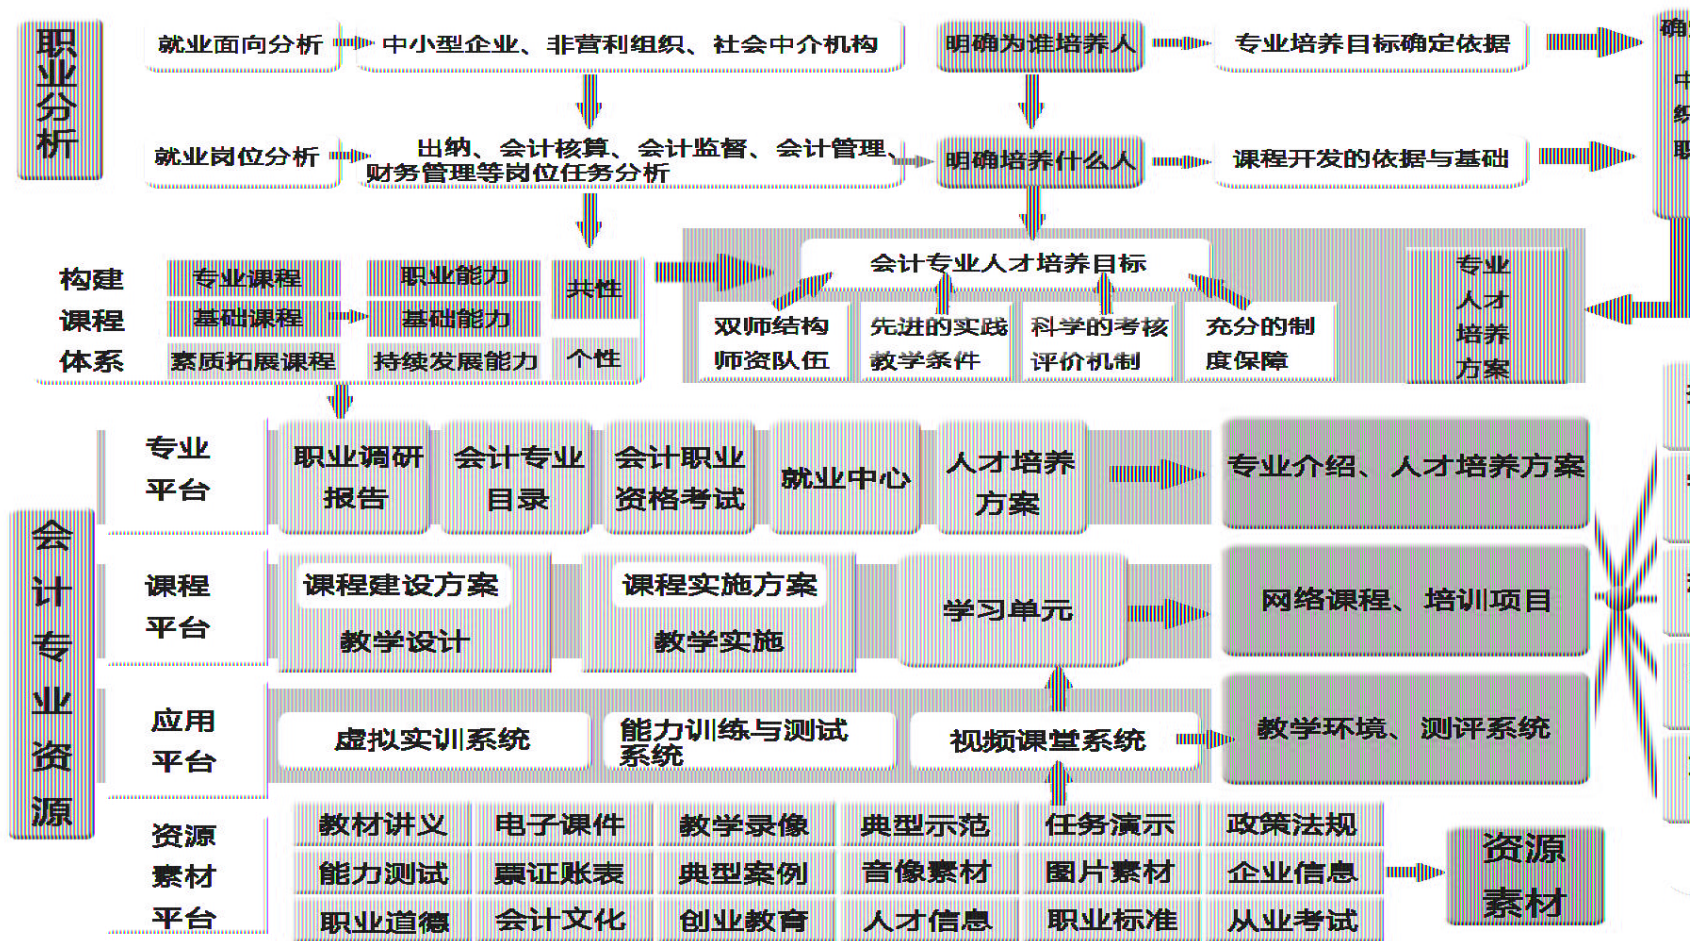 职业分析
就业面向分析
中小型企业、非营利组织、社会中介机构
明确为谁培养人
专业培养目标确定依据
就业岗位分析
出纳、会计核算、会计监督、会计管理、
财务管理等岗位任务分析
明确培养什么人
课程开发的依据与基础
构建
课程
体系
专业课程
职业能力
基础课程
基础能力
素质拓展课程
持续发展能力
共性
个性
会计专业人才培养目标
双师结构
师资队伍
先进的实践
教学条件
科学的考核
评价机制
充分的制
度保障
专业
人才
培养
方案
会计专业资源
专业
平台
职业调研
报告
会计专业
目录
会计职业
资格考试
就业中心
人才培养
方案
专业介绍、人才培养方案
课程
平台
课程建设方案
教学设计
课程实施方案
教学实施
学习单元
网络课程、培训项目
应用
平台
虚拟实训系统
能力训练与测试
系统
视频课堂系统
教学环境、测评系统
资源
素材
平台
教材讲义
电子课件
教学录像
典型示范
任务演示
政策法规
能力测试
票证账表
典型案例
音像素材
图片素材
企业信息
职业道德
会计文化
创业教育
人才信息
职业标准
从业考试
资源
素材